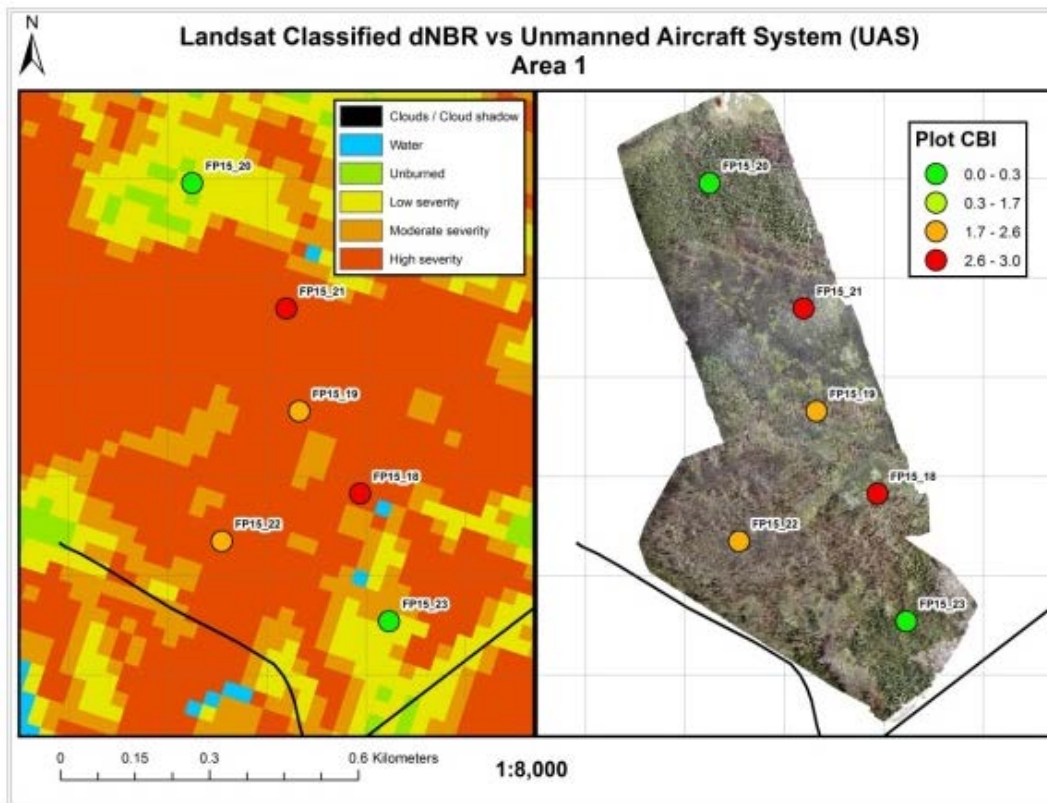 N
Landsat Classified dNBR vs Unmanned Aircraft System (UAS)
Area 1
Clouds / Cloud shadow
Water
Unburned
Low severity
Moderate severity
High severity
FP15_20
FP15_21
FP15_19
FP15_18
FP15_22
FP15_23
Plot CBI
0.0 - 0.3
0.3 - 1.7
1.7 - 2.6
2.6 - 3.0
FP15_20
FP15_21
FP15_19
FP15_18
FP15_22
FP15_23
0 0.15 0.3 0.6 Kilometers
1:8,000